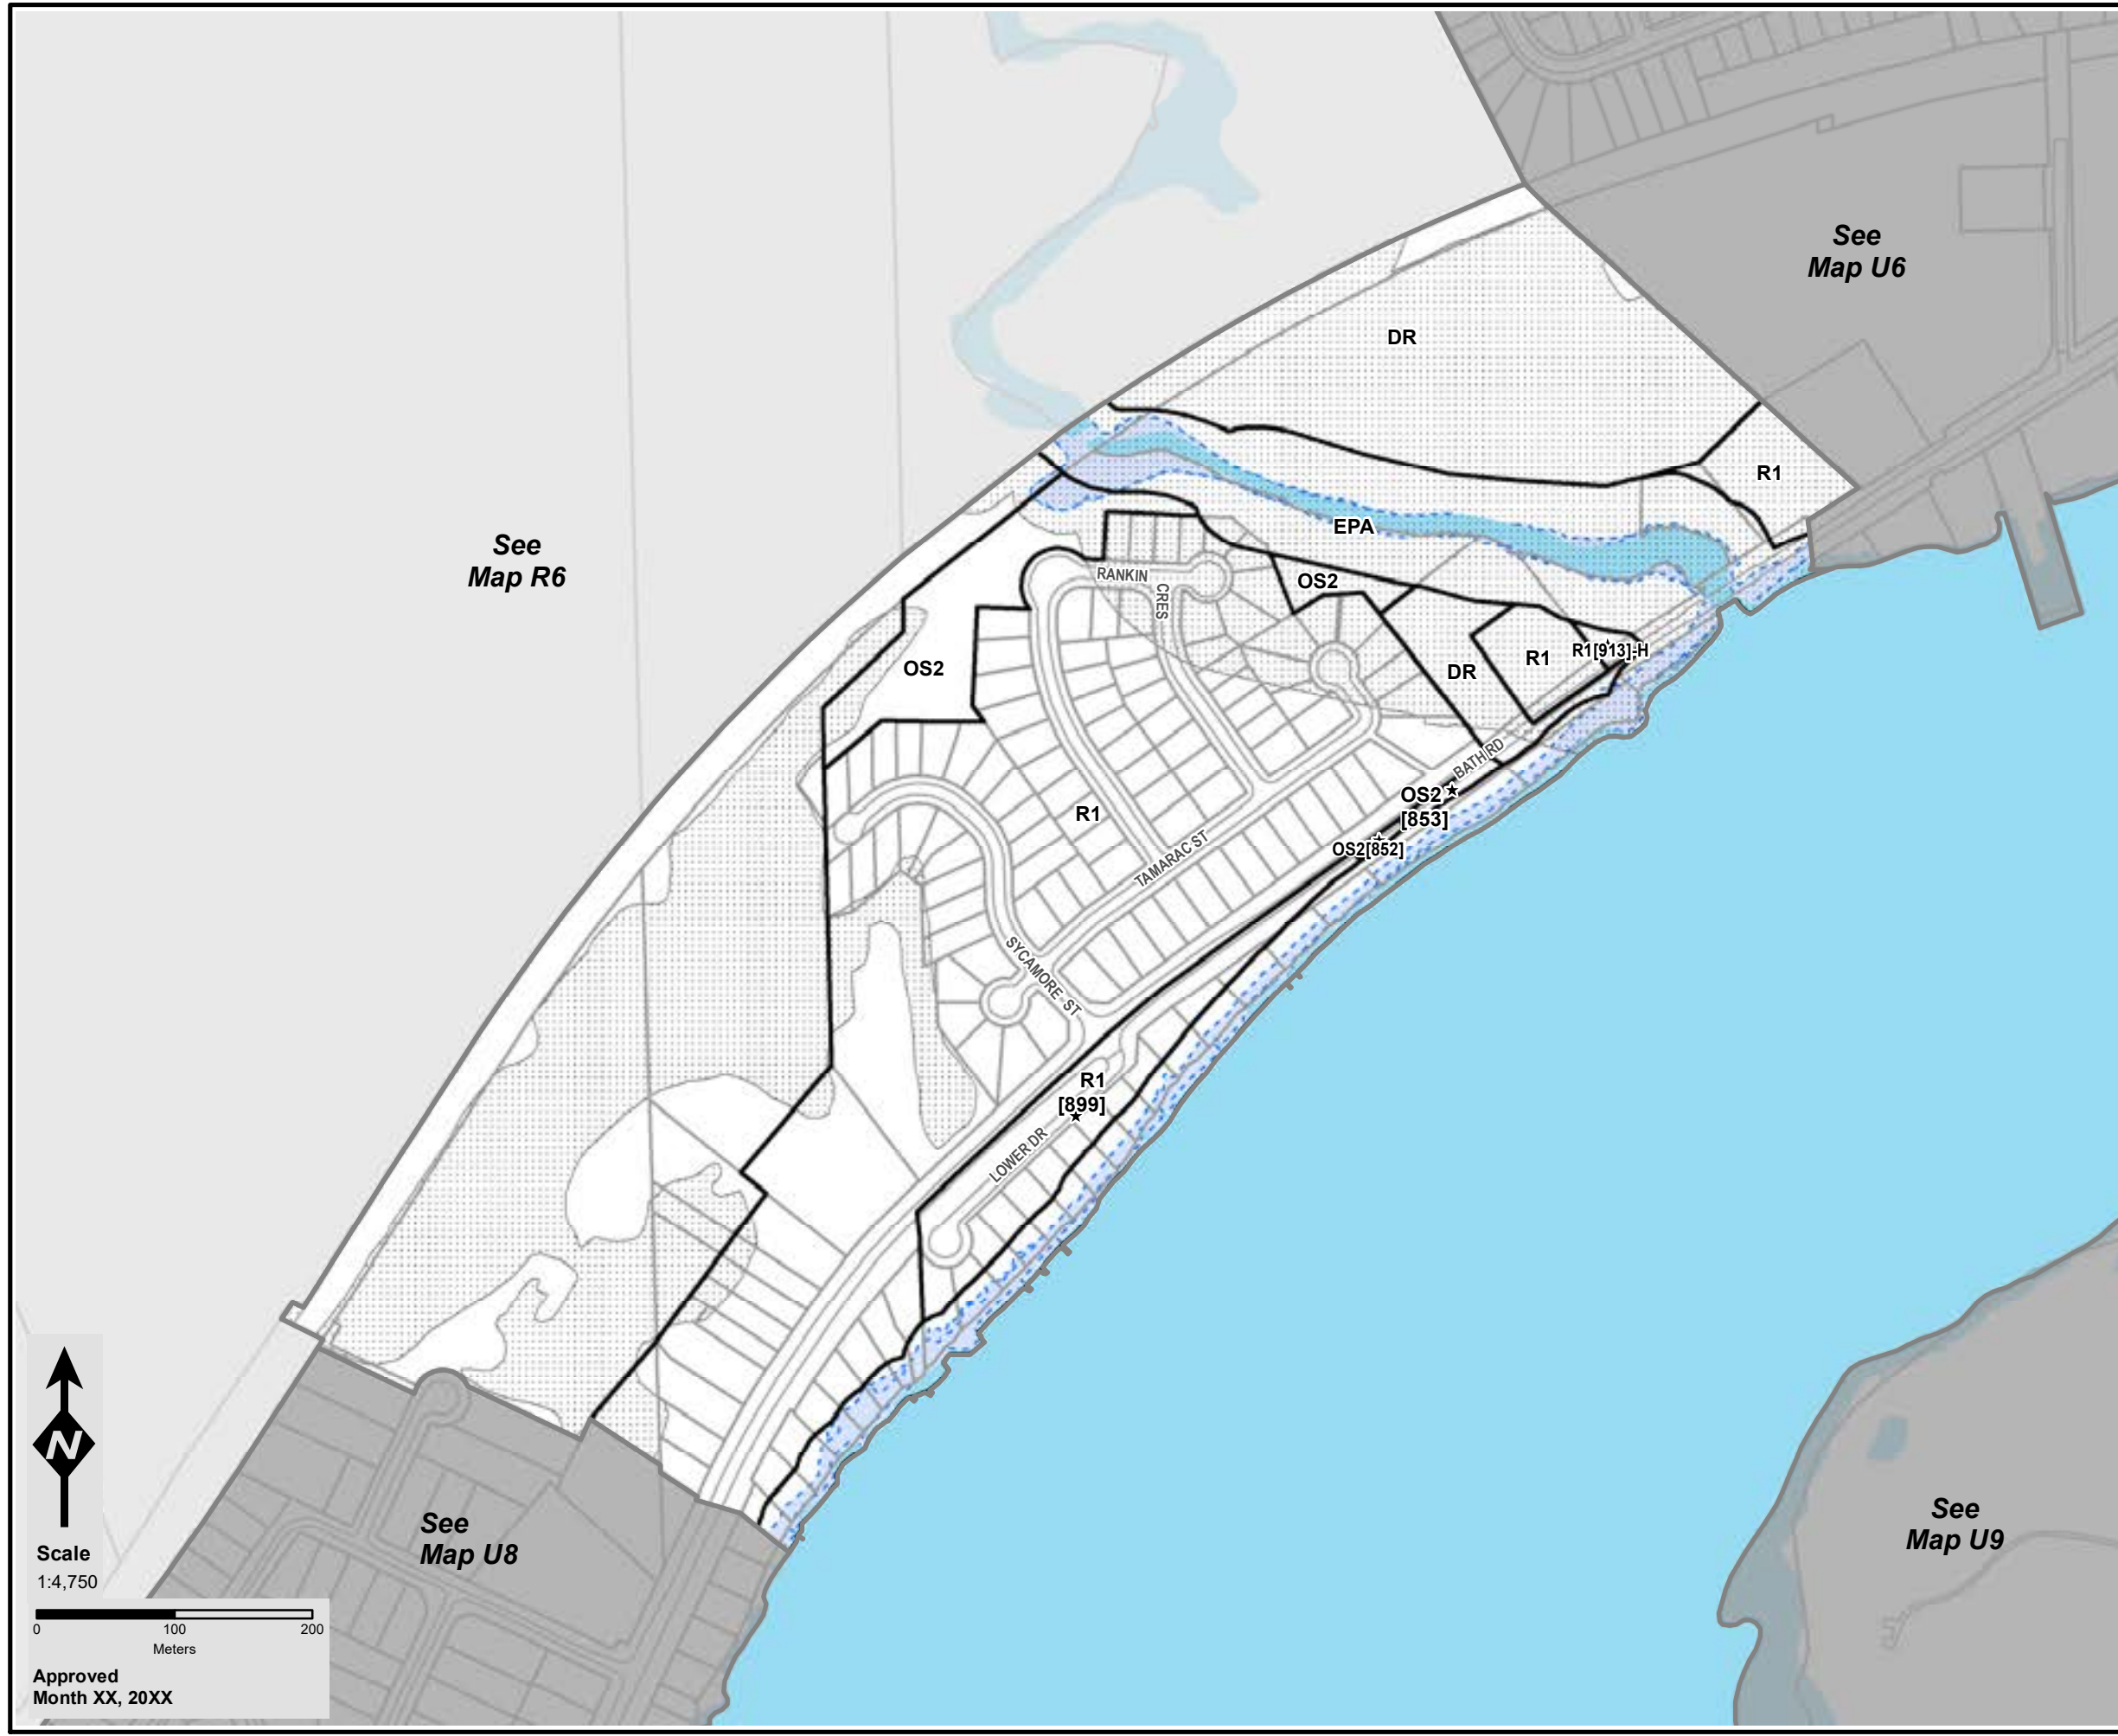 See
Map U6
DR
R1
EPA
See
Map R6
RANKIN
CRES
OS2
R1[913]-H
R1
OS2
DR
BATH RD
OS2
[853]
R1
OS2[852]
TAMARAC ST
SYCAMORE ST
R1
[899]
LOWER DR
N
See
Map U8
See
Map U9
Scale
1:4,750
0 100 200
Meters
Approved
Month XX, 20XX